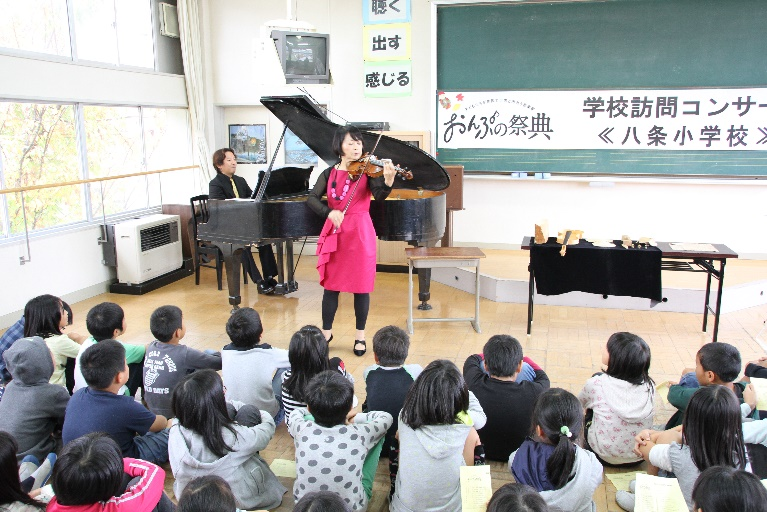 聴く
出す
感じる
おんぷの祭典
学校訪問コンサー
≪八条小学校≫